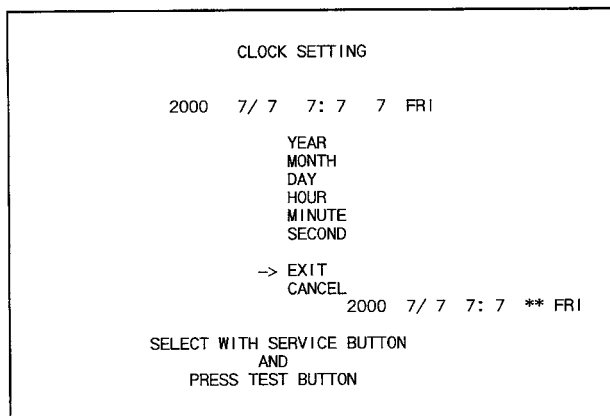 CLOCK SETTING
2000 7/ 7 7: 7 7 FRI
YEAR
MONTH
DAY
HOUR
MINUTE
SECOND
-> EXIT
CANCEL
2000 7/ 7 7: 7 ** FRI
SELECT WITH SERVICE BUTTON
AND
PRESS TEST BUTTON